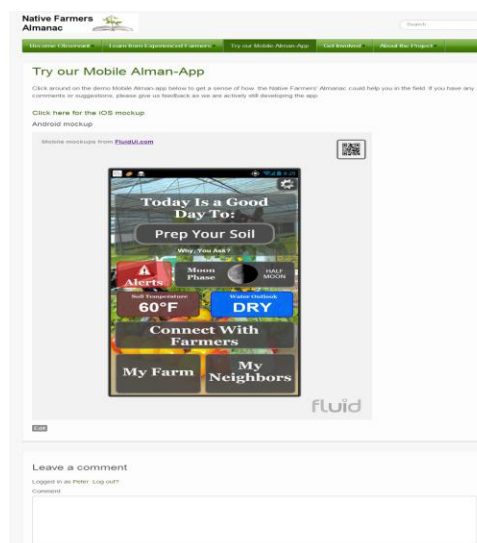 Native Farmers
Almanac
Search
Become Observant Learn from Experienced Farmers Try our Mobile Alman-App Get Involved About the Project
Try our Mobile Alman-App
Click around on the demo Mobile Alman-app below to get a sense of how the Native Farmers' Almanac could help you in the field. If you have any
comments or suggestions, please give us feedback as we are actively still developing the app.
Click here for the iOS mockup
Android mockup
Mobile mockups from FluidUI.com
Today Is a Good
Day To:
Prep Your Soil
Why, You Ask?
Alerts
Moon
Phase
HALF
MOON
Soil Temperature
60°F
Water Outlook
DRY
Connect With
Farmers
My Farm
My
Neighbors
fluid
Edit
Leave a comment
Logged in as Peter. Log out?
Comment